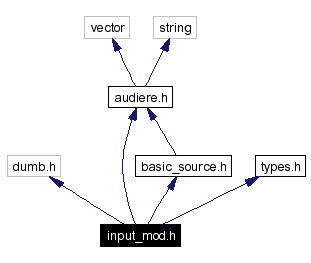 vector
string
audiere.h
dumb.h
basic_source.h
types.h
input_mod.h